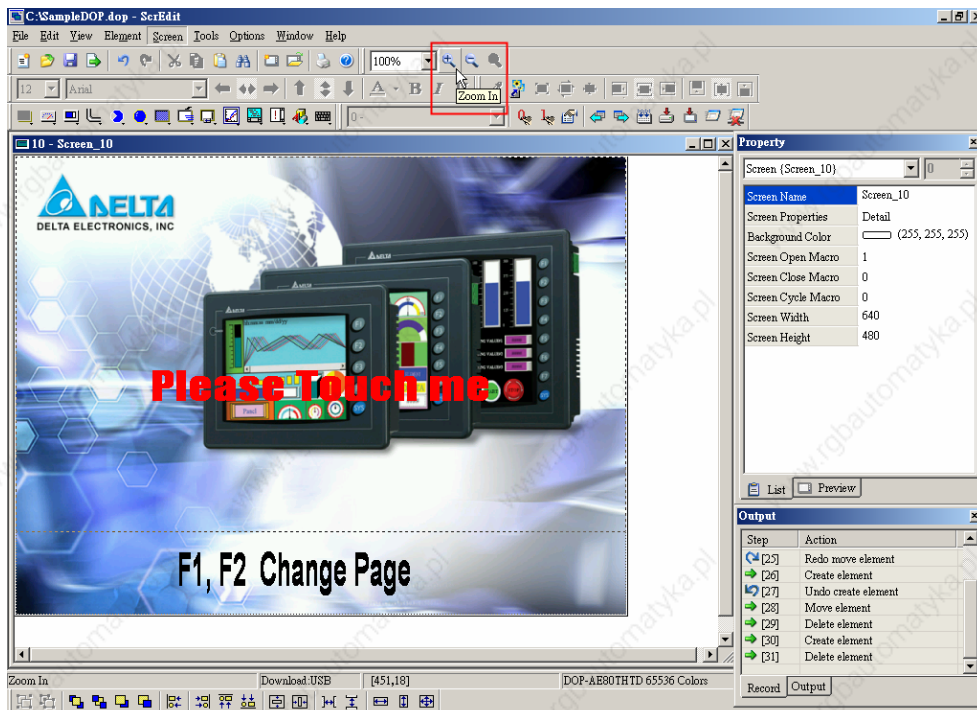 C:\SampleDOP.dop - ScrEdit
File Edit View Element Screen Tools Options Window Help
100%
12 Arial
A B I
Zoom In
0 -
10 - Screen_10
DELTA
DELTA ELECTRONICS, INC
Please Touch me
F1, F2 Change Page
Property
Screen {Screen_10} 0
Screen Name Screen_10
Screen Properties Detail
Background Color (255, 255, 255)
Screen Open Macro 1
Screen Close Macro 0
Screen Cycle Macro 0
Screen Width 640
Screen Height 480
List Preview
Output
Step Action
[25] Redo move element
[26] Create element
[27] Undo create element
[28] Move element
[29] Delete element
[30] Create element
[31] Delete element
Record Output
Zoom In Download:USB [451,18] DOP-AE80THTD 65536 Colors
www.rgbautomatyka.pl